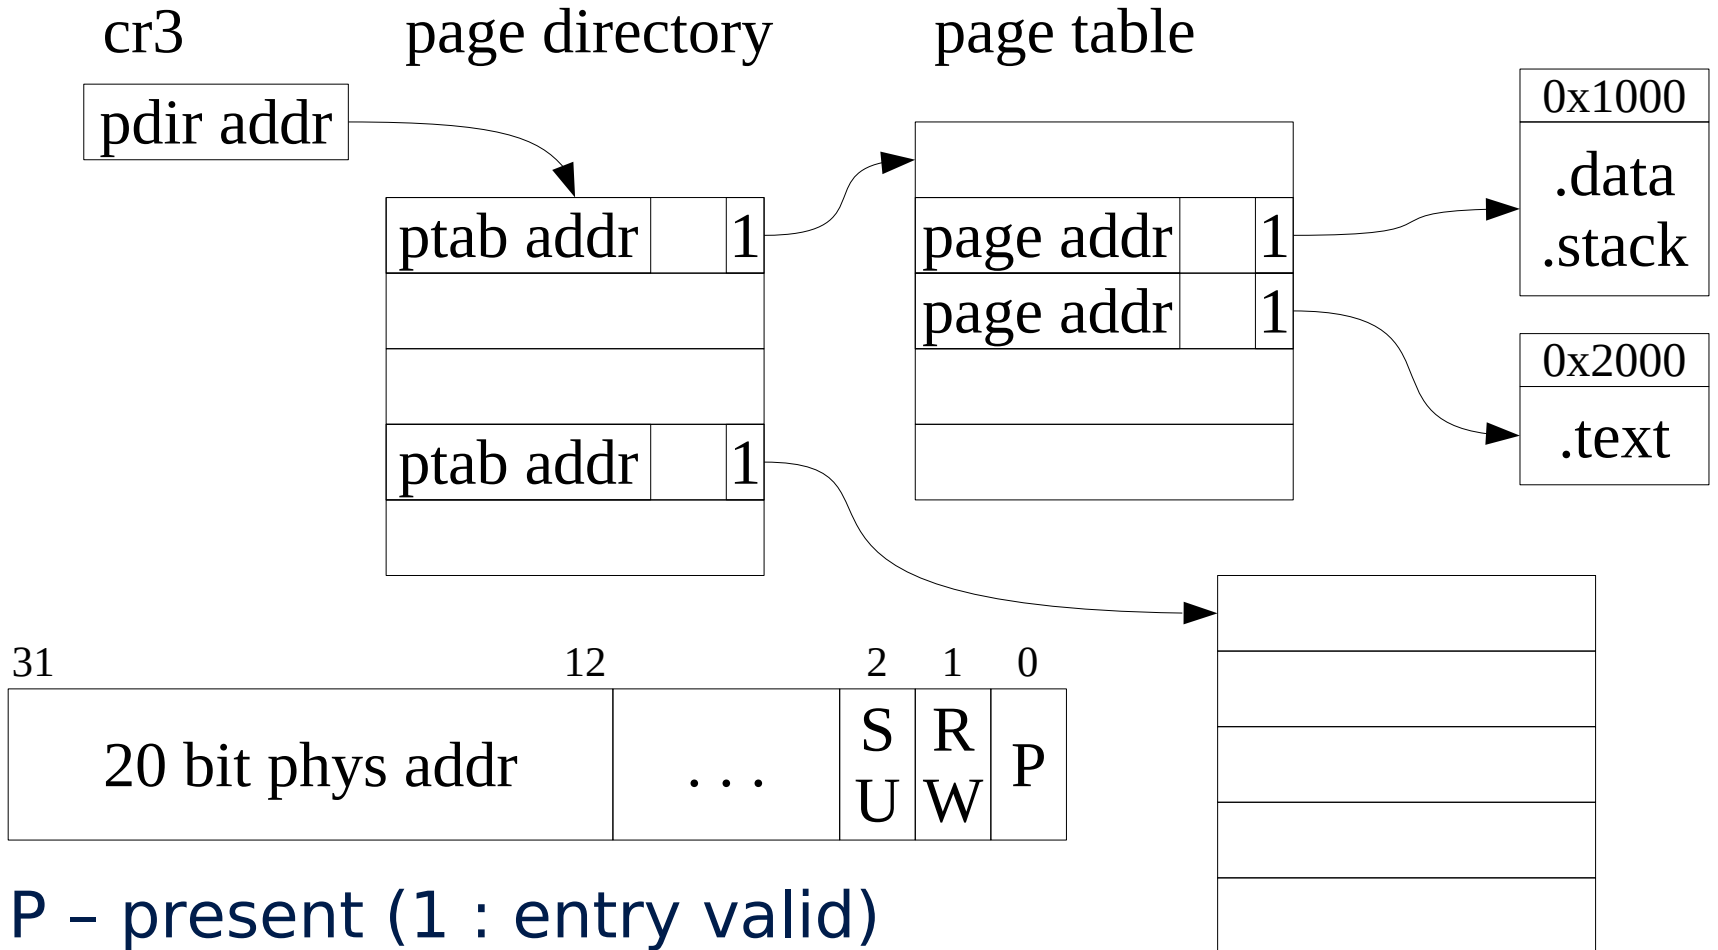 cr3 page directory page table
pdir addr
0x1000
.data
.stack
ptab addr 1
page addr 1
page addr 1
0x2000
.text
ptab addr 1
31 12 2 1 0
20 bit phys addr . . . S U R W P
P – present (1 : entry valid)